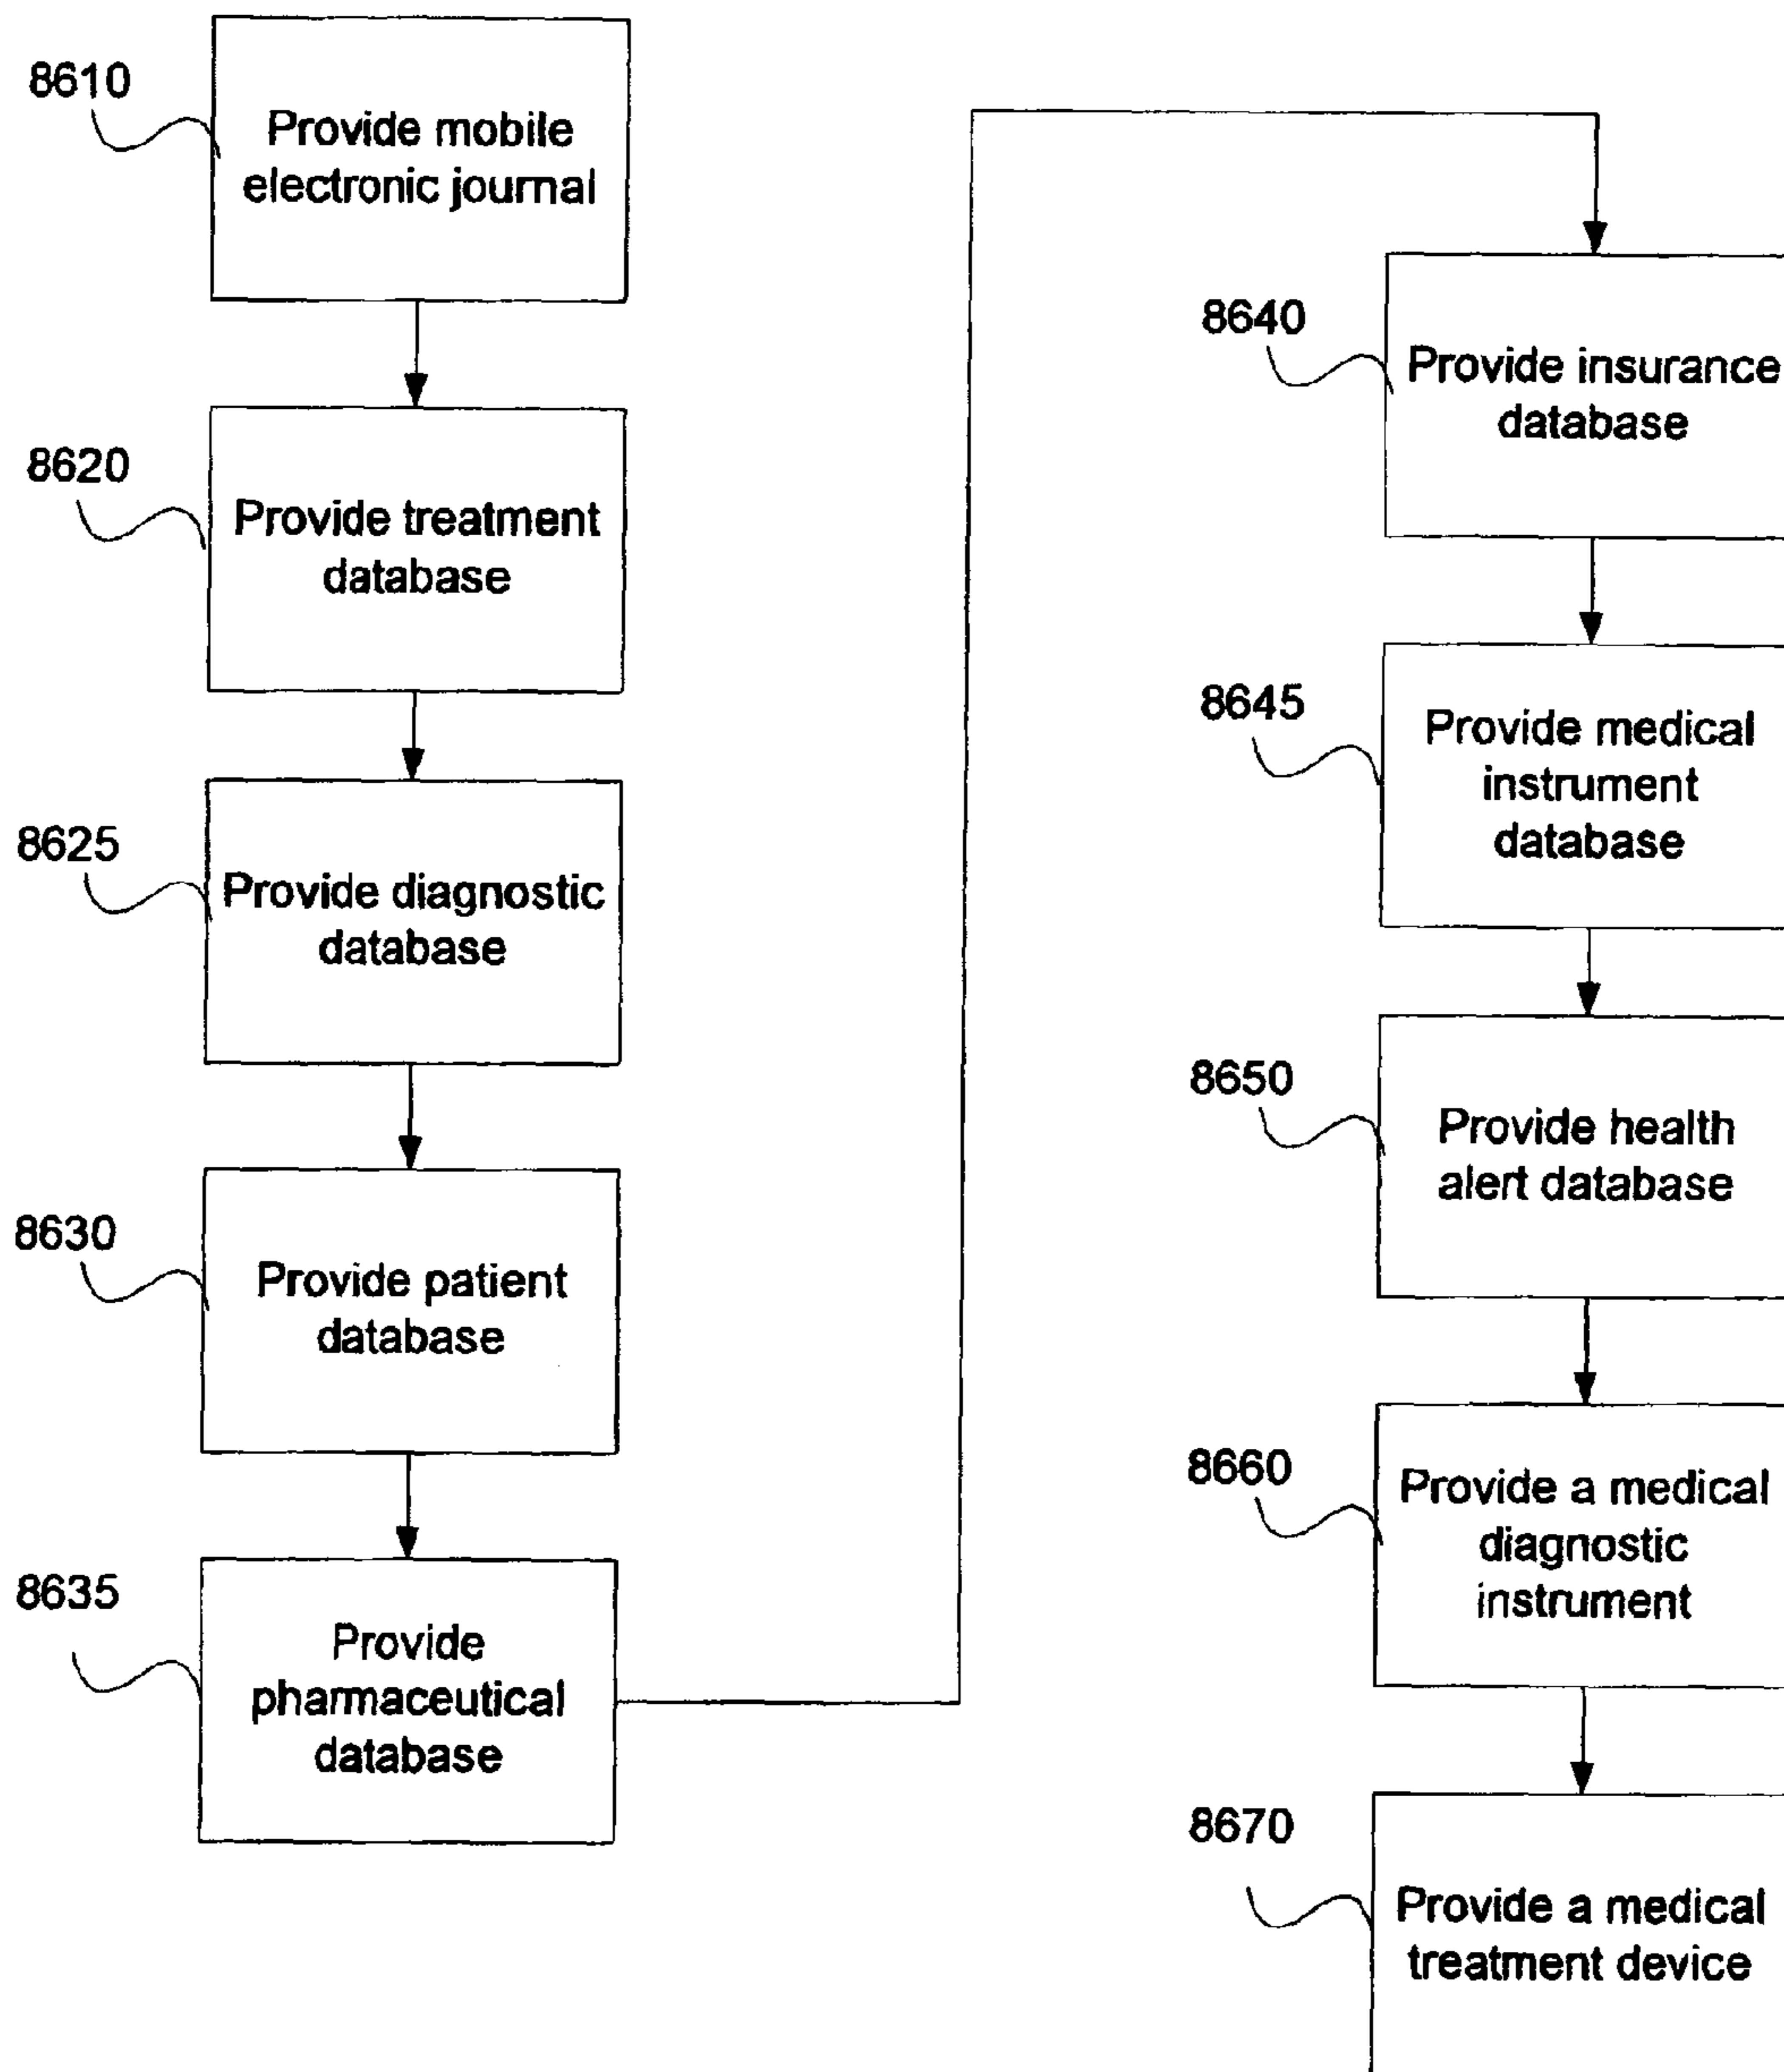 8610
Provide mobile
electronic journal
8620
Provide treatment
database
8625
Provide diagnostic
database
8630
Provide patient
database
8635
Provide
pharmaceutical
database
8640
Provide insurance
database
8645
Provide medical
instrument
database
8650
Provide health
alert database
8660
Provide a medical
diagnostic
instrument
8670
Provide a medical
treatment device